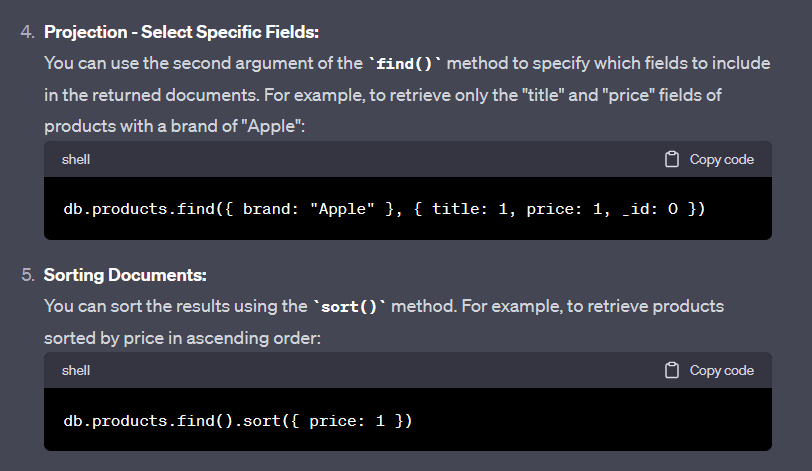 4. Projection - Select Specific Fields:
You can use the second argument of the `find()` method to specify which fields to include
in the returned documents. For example, to retrieve only the "title" and "price" fields of
products with a brand of "Apple":
shell Copy code
db.products.find({ brand: "Apple" }, { title: 1, price: 1, _id: 0 })
5. Sorting Documents:
You can sort the results using the `sort()` method. For example, to retrieve products
sorted by price in ascending order:
shell Copy code
db.products.find().sort({ price: 1 })